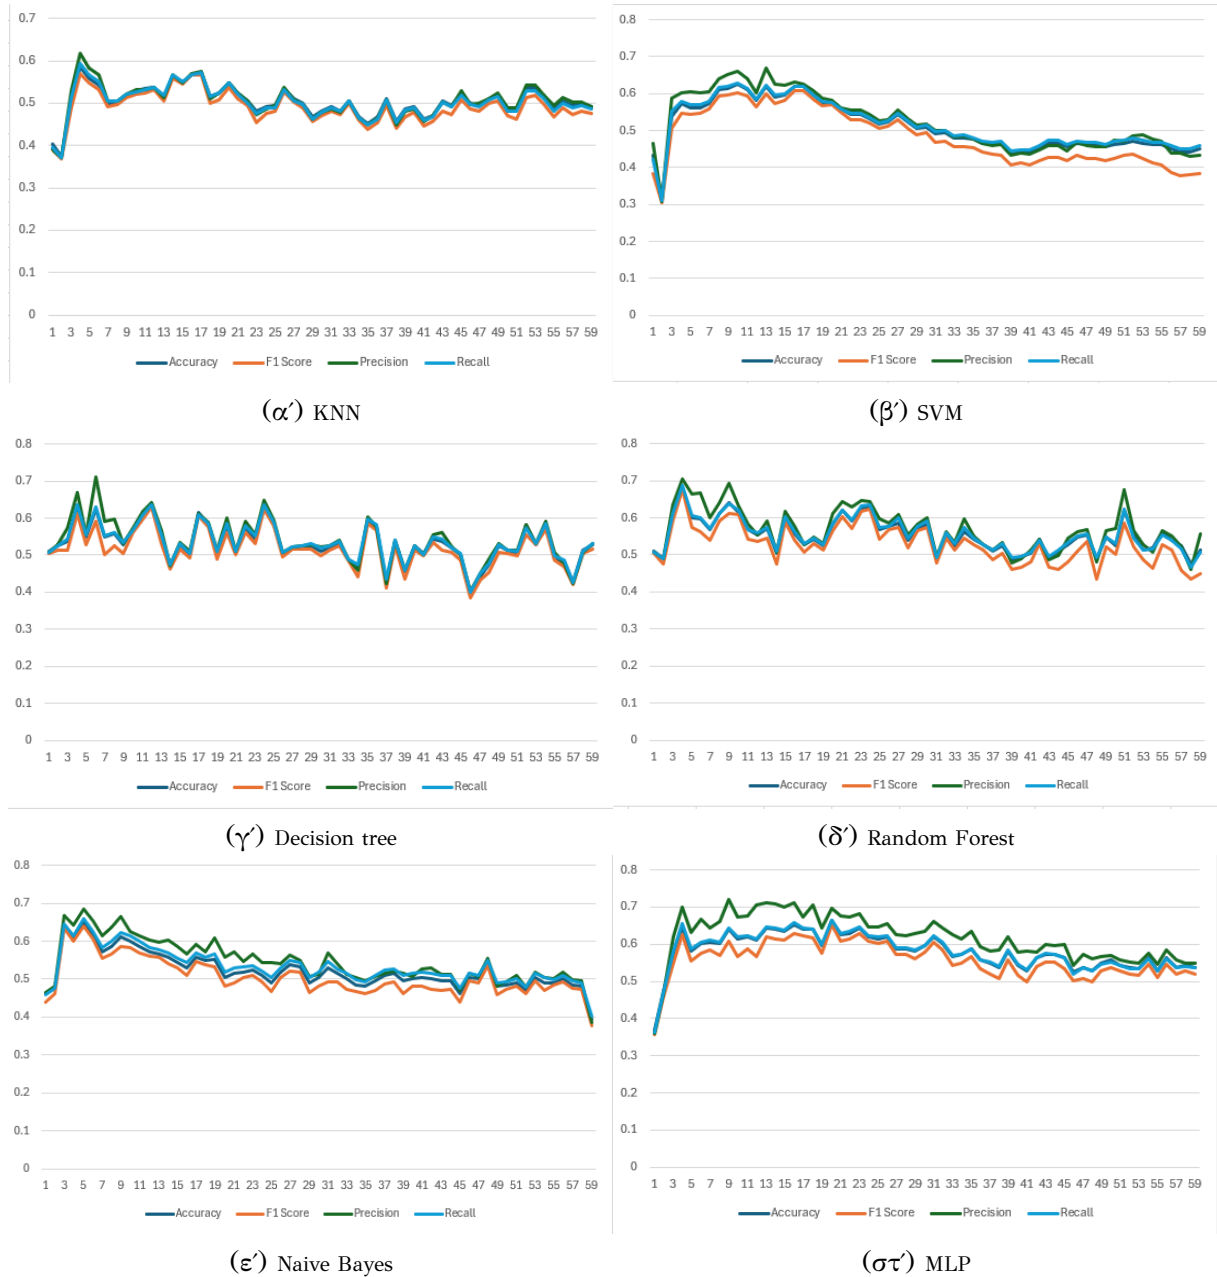 0.7
0.6
0.5
0.4
0.3
0.2
0.1
0
1 3 5 7 9 11 13 15 17 19 21 23 25 27 29 31 33 35 37 39 41 43 45 47 49 51 53 55 57 59
Accuracy F1 Score Precision Recall
(α′) KNN
0.8
0.7
0.6
0.5
0.4
0.3
0.2
0.1
0
1 3 5 7 9 11 13 15 17 19 21 23 25 27 29 31 33 35 37 39 41 43 45 47 49 51 53 55 57 59
Accuracy F1 Score Precision Recall
(β′) SVM
0.8
0.7
0.6
0.5
0.4
0.3
0.2
0.1
0
1 3 5 7 9 11 13 15 17 19 21 23 25 27 29 31 33 35 37 39 41 43 45 47 49 51 53 55 57 59
Accuracy F1 Score Precision Recall
(γ′) Decision tree
0.8
0.7
0.6
0.5
0.4
0.3
0.2
0.1
0
1 3 5 7 9 11 13 15 17 19 21 23 25 27 29 31 33 35 37 39 41 43 45 47 49 51 53 55 57 59
Accuracy F1 Score Precision Recall
(δ′) Random Forest
0.8
0.7
0.6
0.5
0.4
0.3
0.2
0.1
0
1 3 5 7 9 11 13 15 17 19 21 23 25 27 29 31 33 35 37 39 41 43 45 47 49 51 53 55 57 59
Accuracy F1 Score Precision Recall
(ε′) Naive Bayes
0.8
0.7
0.6
0.5
0.4
0.3
0.2
0.1
0
1 3 5 7 9 11 13 15 17 19 21 23 25 27 29 31 33 35 37 39 41 43 45 47 49 51 53 55 57 59
Accuracy F1 Score Precision Recall
(στ′) MLP